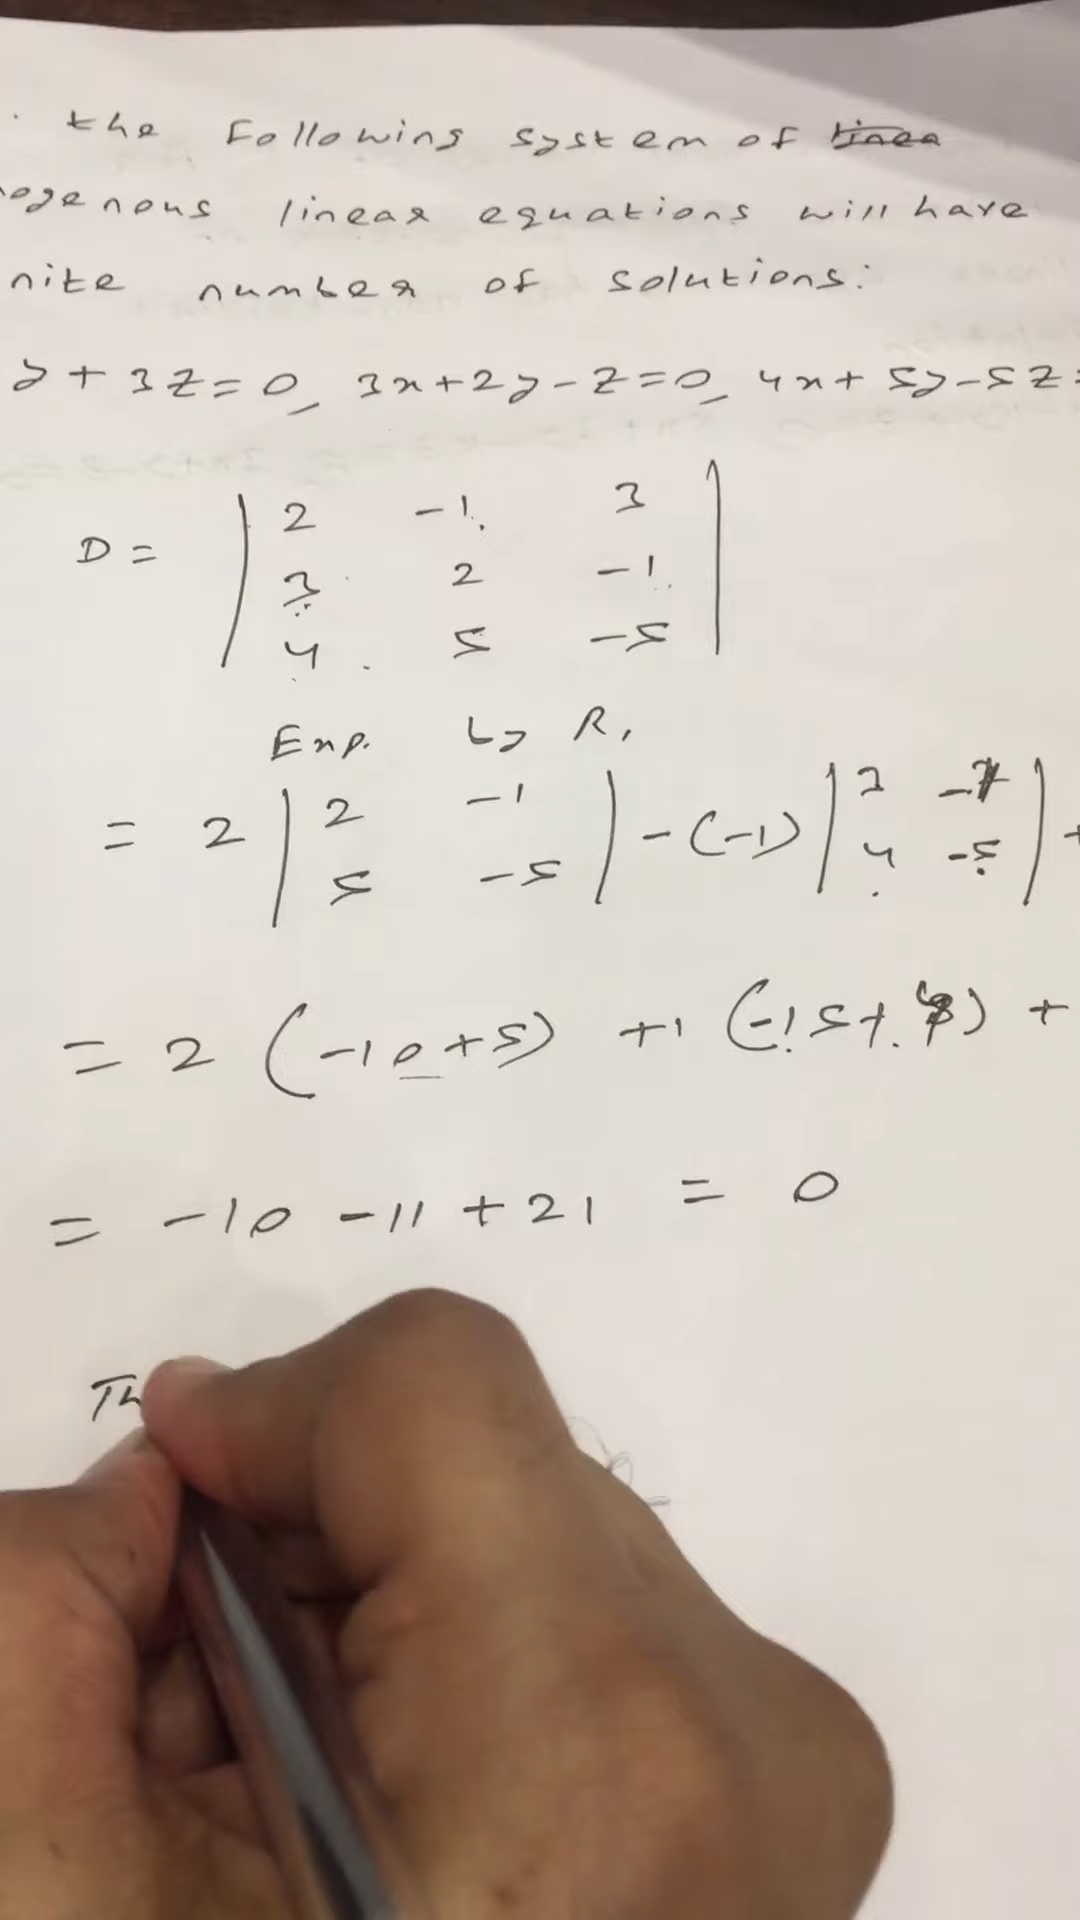 the Following system of linea
ogenous linear equations will have
nite number of solutions:
y + 3z = 0, 3x + 2y - z = 0, 4x + 5y - 5z =
D = | 2 -1 3 |
| 3 2 -1 |
| 4 5 -5 |
Exp. by R1
= 2 | 2 -1 | - (-1) | 3 -1 | +
| 5 -5 | | 4 -5 |
= 2 (-10+5) +1 (-15+4) +
= -10 -11 + 21 = 0
Th